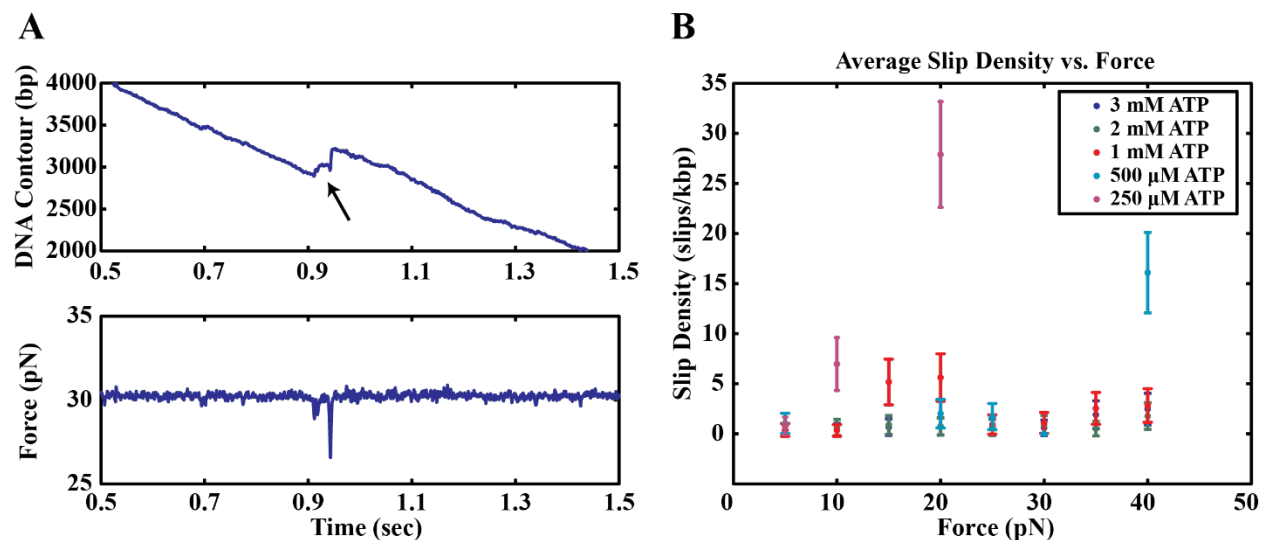 A
DNA Contour (bp)
4000
3500
3000
2500
2000
0.5 0.7 0.9 1.1 1.3 1.5
Force (pN)
35
30
25
0.5 0.7 0.9 1.1 1.3 1.5
Time (sec)
B
Average Slip Density vs. Force
Slip Density (slips/kbp)
35
30
25
20
15
10
5
0
3 mM ATP
2 mM ATP
1 mM ATP
500 µM ATP
250 µM ATP
0 10 20 30 40 50
Force (pN)